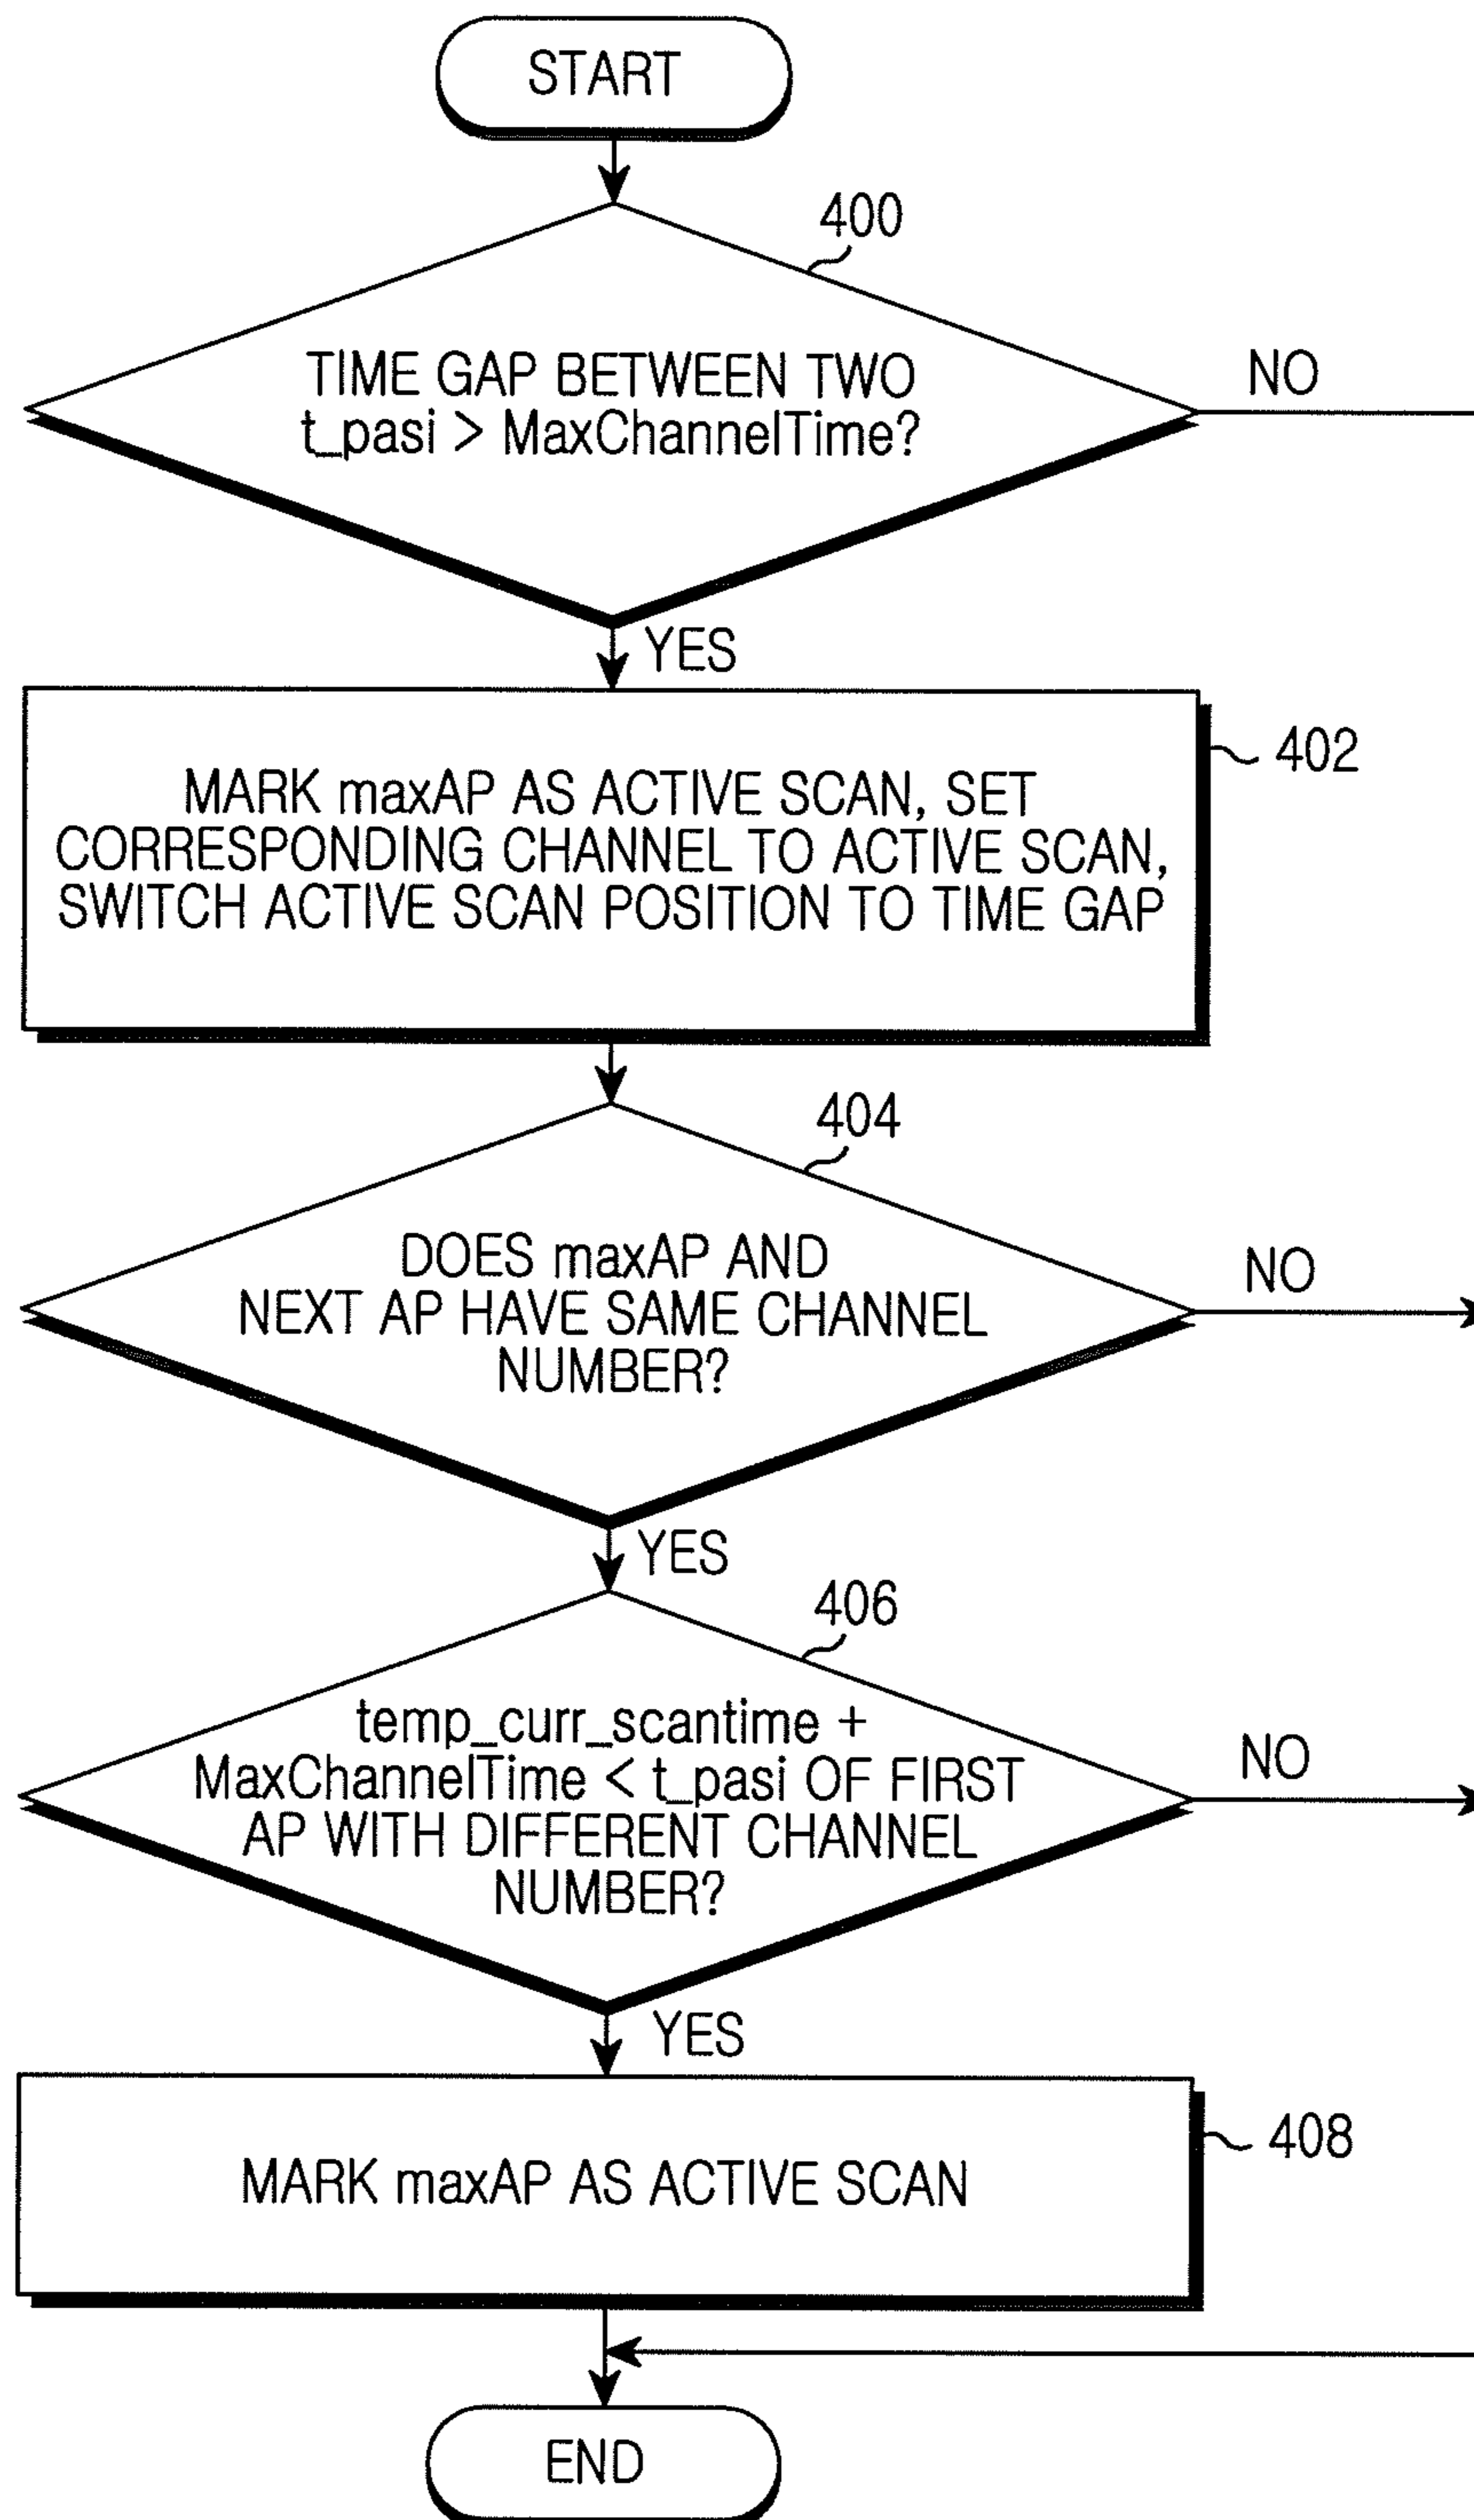 START
400
TIME GAP BETWEEN TWO
t_pasi > MaxChannelTime?
NO
YES
402
MARK maxAP AS ACTIVE SCAN, SET
CORRESPONDING CHANNEL TO ACTIVE SCAN,
SWITCH ACTIVE SCAN POSITION TO TIME GAP
404
DOES maxAP AND
NEXT AP HAVE SAME CHANNEL
NUMBER?
NO
YES
406
temp_curr_scantime +
MaxChannelTime < t_pasi OF FIRST
AP WITH DIFFERENT CHANNEL
NUMBER?
NO
YES
408
MARK maxAP AS ACTIVE SCAN
END